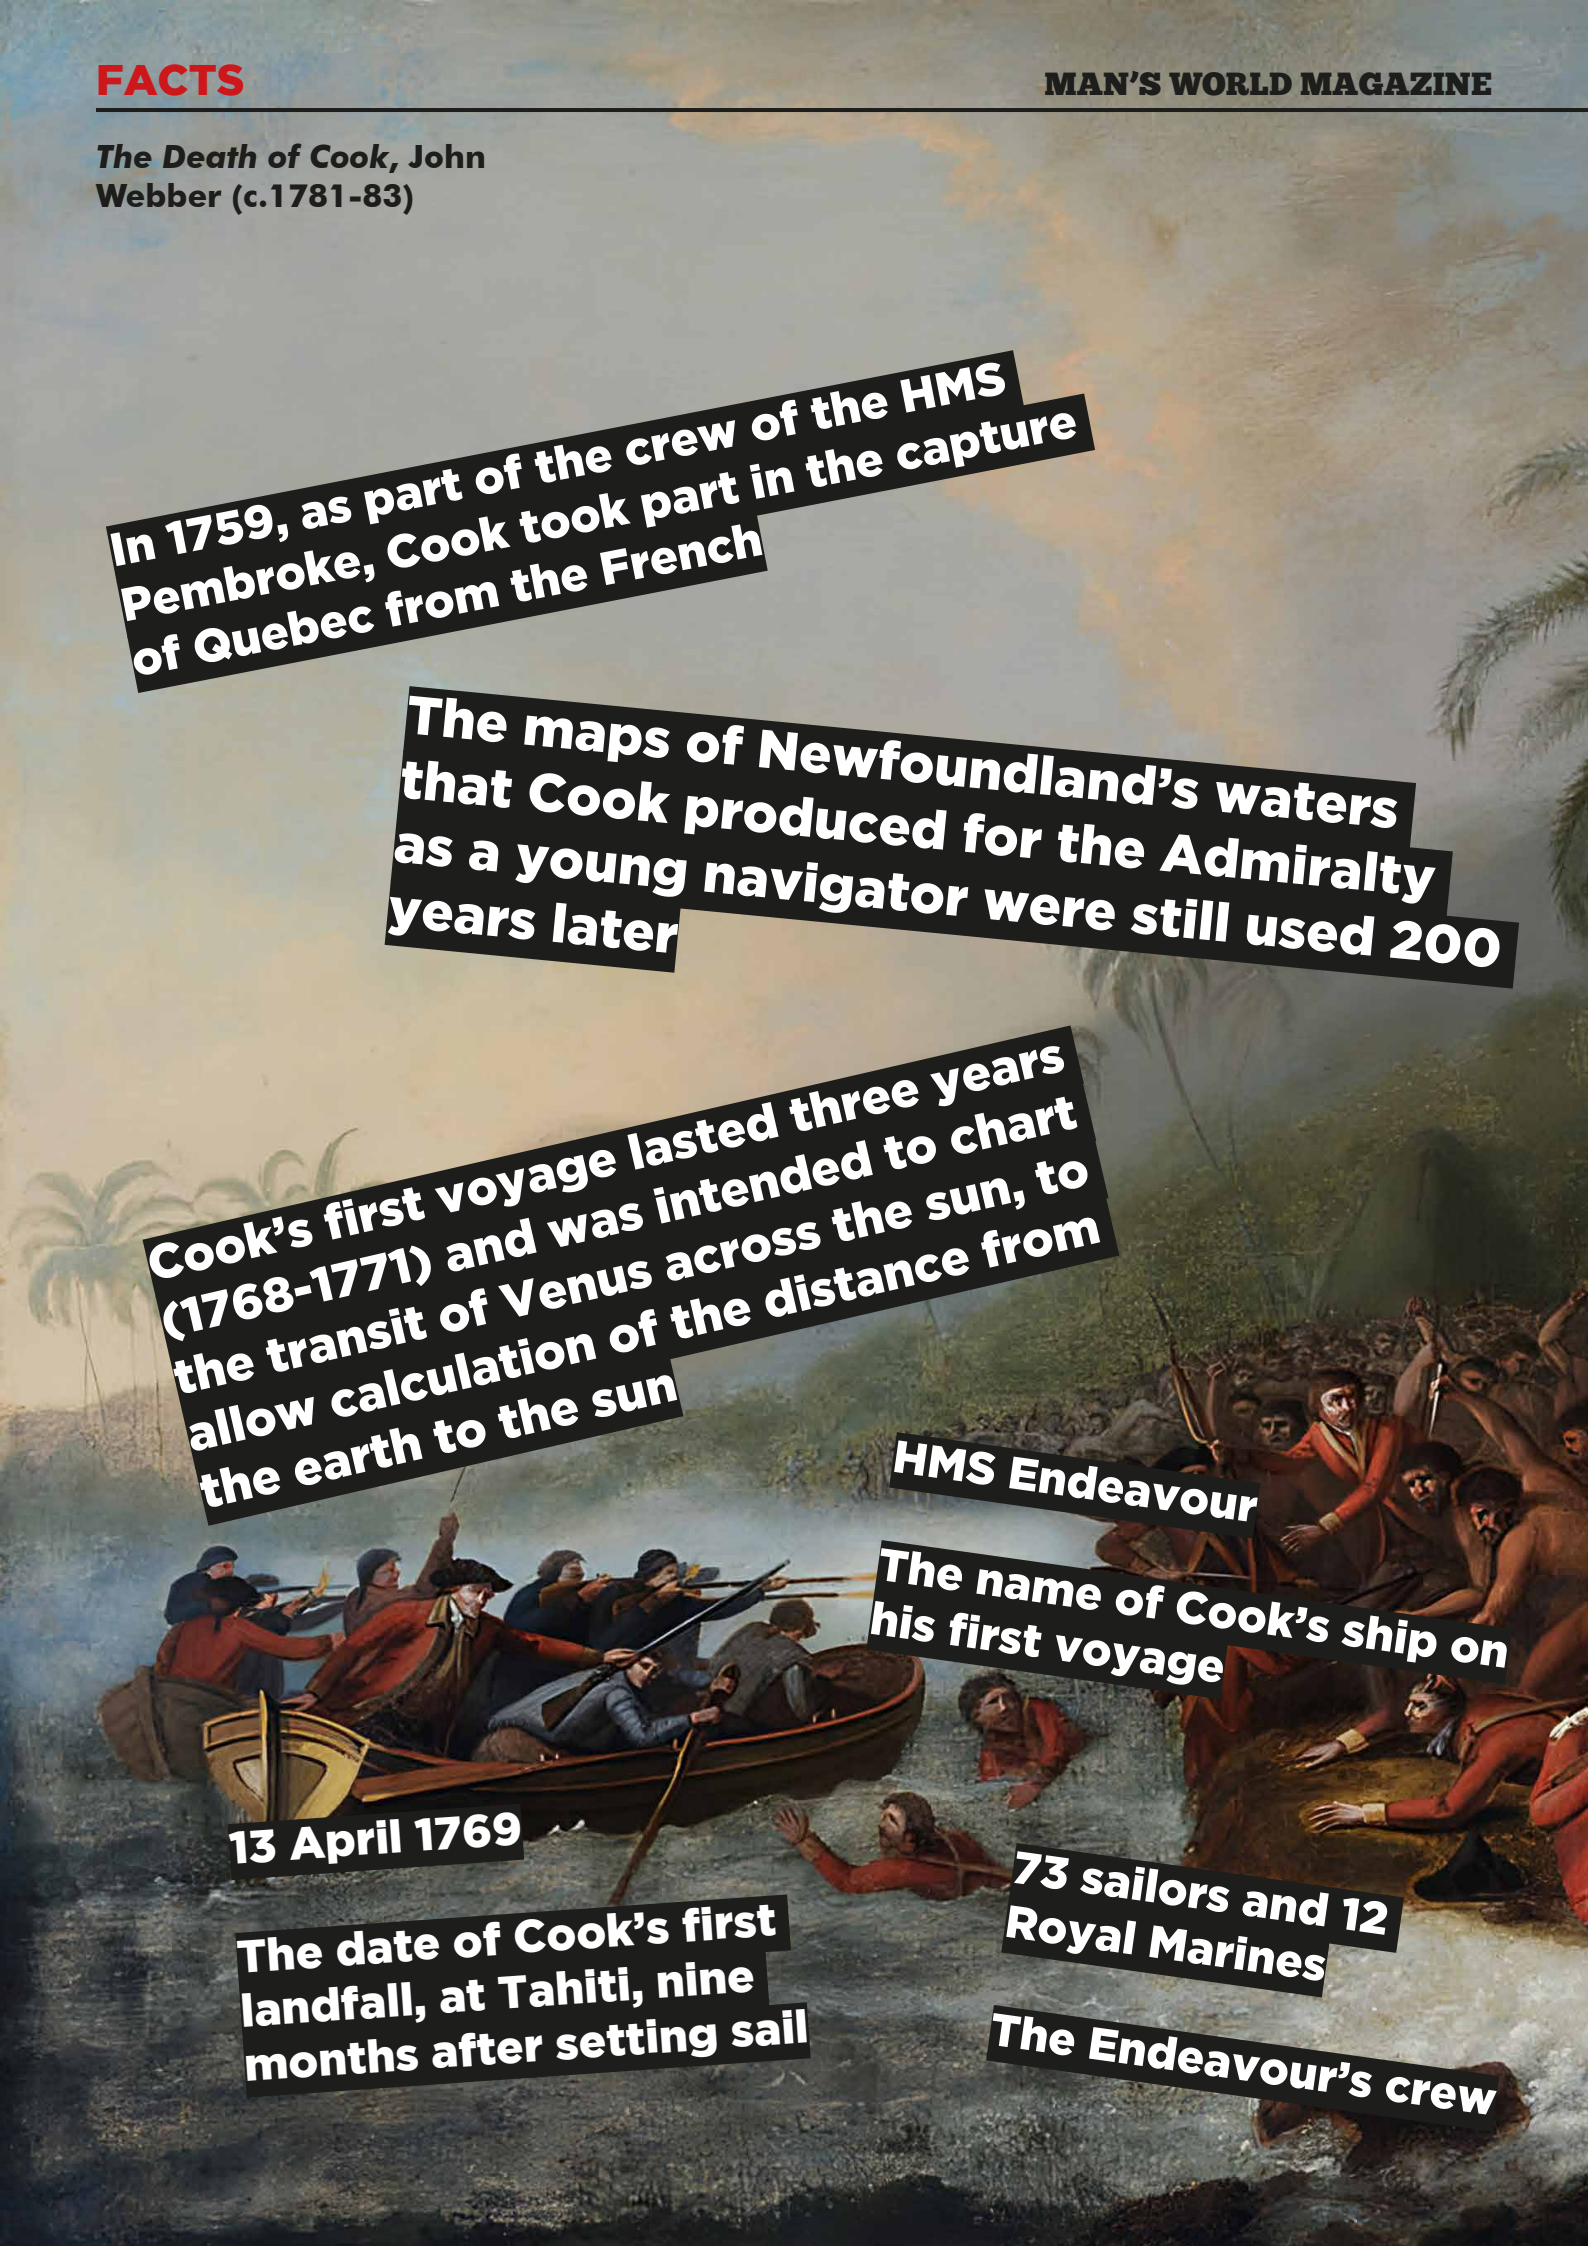 FACTS
MAN'S WORLD MAGAZINE
The Death of Cook, John
Webber (c.1781-83)
In 1759, as part of the crew of the HMS
Pembroke, Cook took part in the capture
of Quebec from the French
The maps of Newfoundland's waters
that Cook produced for the Admiralty
as a young navigator were still used 200
years later
Cook's first voyage lasted three years
(1768-1771) and was intended to chart
the transit of Venus across the sun, to
allow calculation of the distance from
the earth to the sun
HMS Endeavour
The name of Cook's ship on
his first voyage
13 April 1769
The date of Cook's first
landfall, at Tahiti, nine
months after setting sail
73 sailors and 12
Royal Marines
The Endeavour's crew